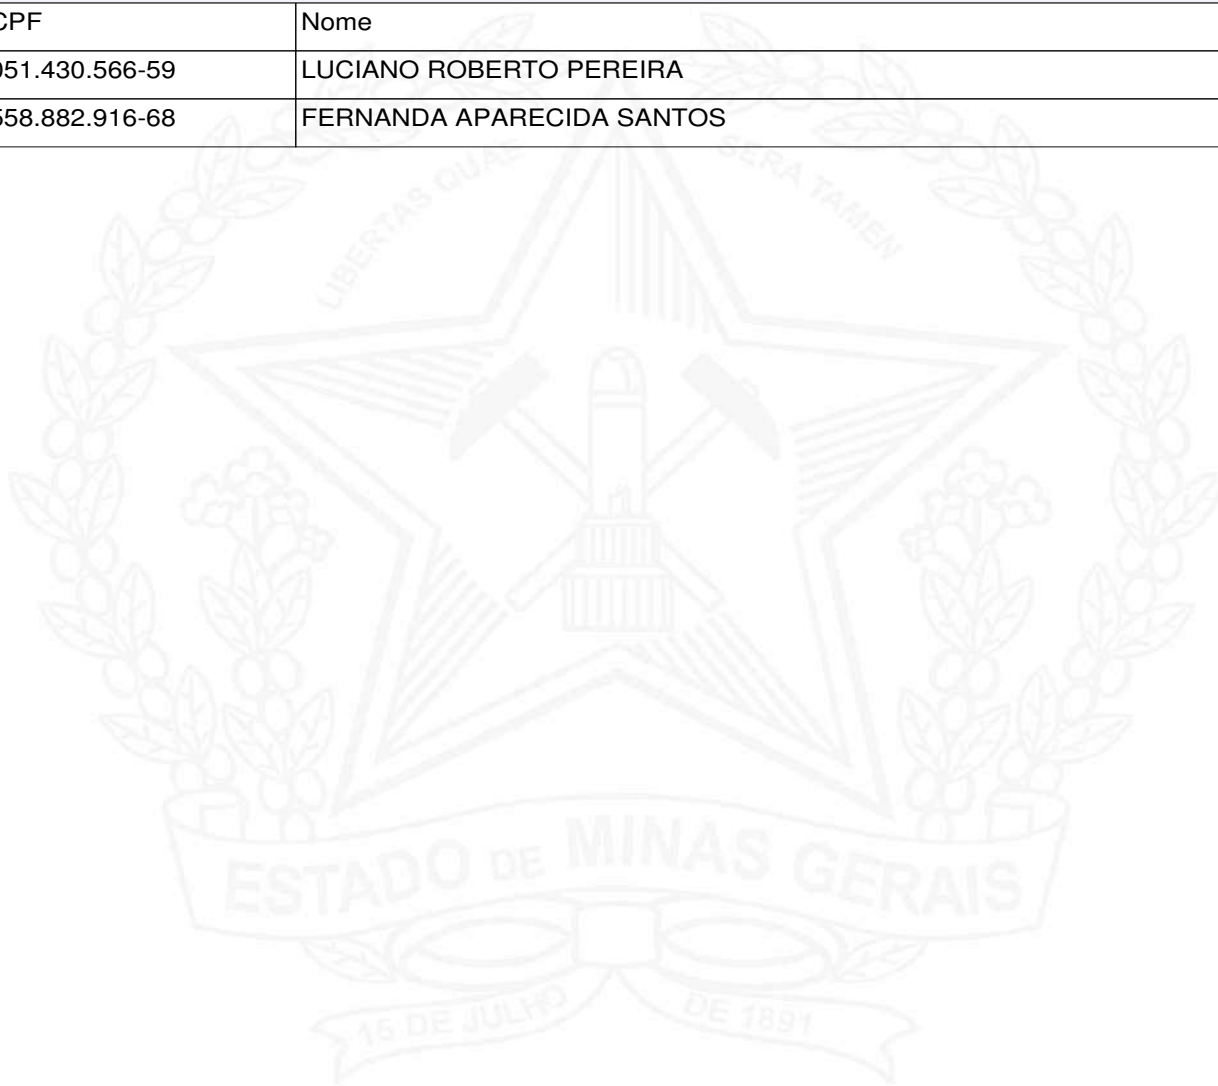 CPF Nome
051.430.566-59 LUCIANO ROBERTO PEREIRA
558.882.916-68 FERNANDA APARECIDA SANTOS
LIBERTAS QUAE SERA TAMEN
ESTADO DE MINAS GERAIS
15 DE JULHO DE 1891